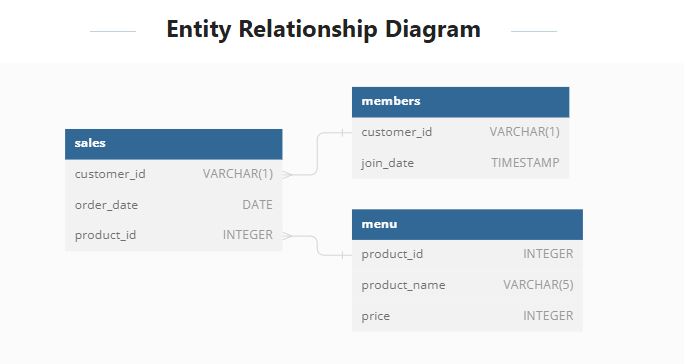 Entity Relationship Diagram
sales
customer_id VARCHAR(1)
order_date DATE
product_id INTEGER
members
customer_id VARCHAR(1)
join_date TIMESTAMP
menu
product_id INTEGER
product_name VARCHAR(5)
price INTEGER